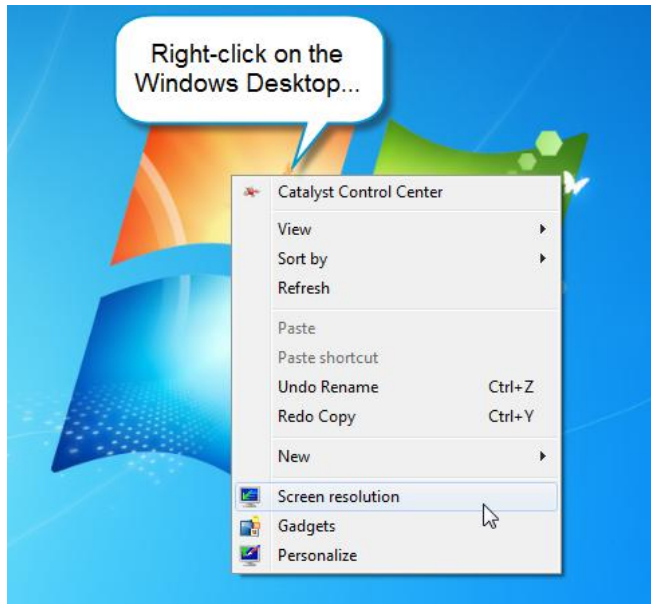 Right-click on the
Windows Desktop...
Catalyst Control Center
View
Sort by
Refresh
Paste
Paste shortcut
Undo Rename Ctrl+Z
Redo Copy Ctrl+Y
New
Screen resolution
Gadgets
Personalize